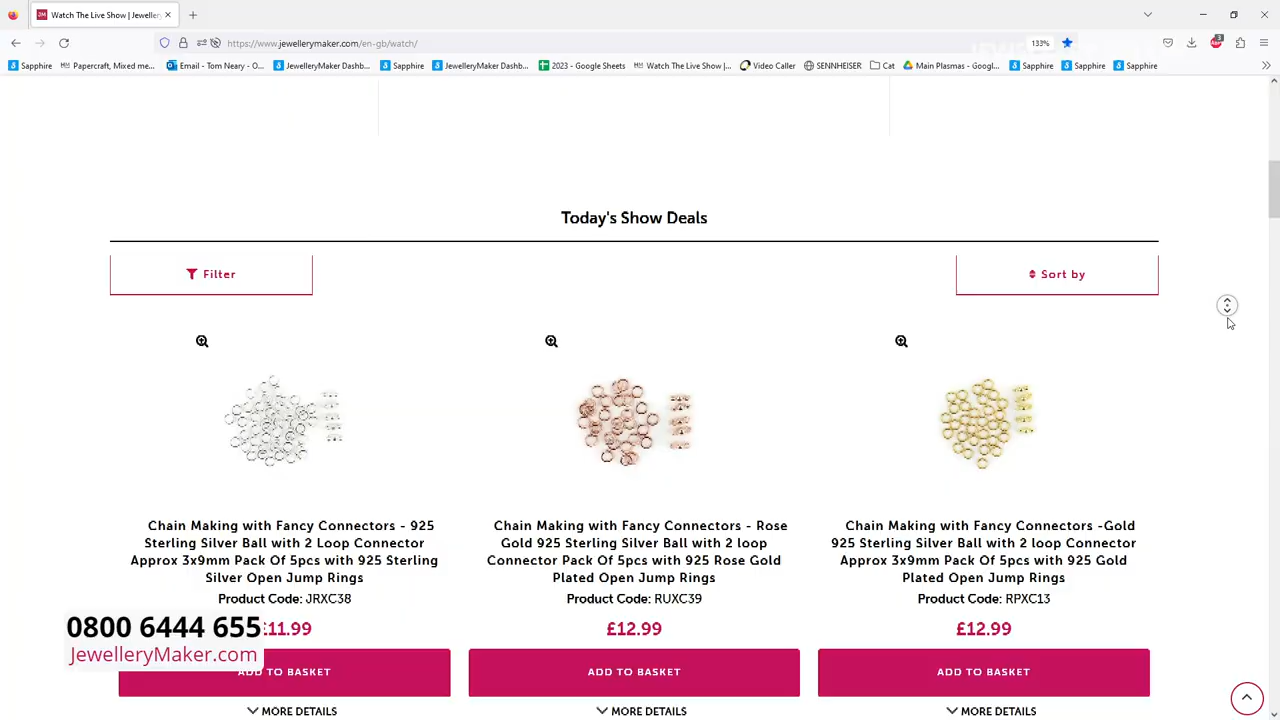 Watch The Live Show | Jeweller
https://www.jewellerymaker.com/en-gb/watch/
133%
3
Sapphire
Papercraft, Mixed me...
Email - Tom Neary - O...
JewelleryMaker Dashb...
Sapphire
JewelleryMaker Dashb...
2023 - Google Sheets
Watch The Live Show |...
Video Caller
SENNHEISER
Cat
Main Plasmas - Googl...
Sapphire
Sapphire
Sapphire
Today's Show Deals
Filter
Sort by
Chain Making with Fancy Connectors - 925
Sterling Silver Ball with 2 Loop Connector
Approx 3x9mm Pack Of 5pcs with 925 Sterling
Silver Open Jump Rings
Product Code: JRXC38
£11.99
ADD TO BASKET
MORE DETAILS
Chain Making with Fancy Connectors - Rose
Gold 925 Sterling Silver Ball with 2 loop
Connector Pack Of 5pcs with 925 Rose Gold
Plated Open Jump Rings
Product Code: RUXC39
£12.99
ADD TO BASKET
MORE DETAILS
Chain Making with Fancy Connectors -Gold
925 Sterling Silver Ball with 2 loop Connector
Approx 3x9mm Pack Of 5pcs with 925 Gold
Plated Open Jump Rings
Product Code: RPXC13
£12.99
ADD TO BASKET
MORE DETAILS
0800 6444 655
JewelleryMaker.com